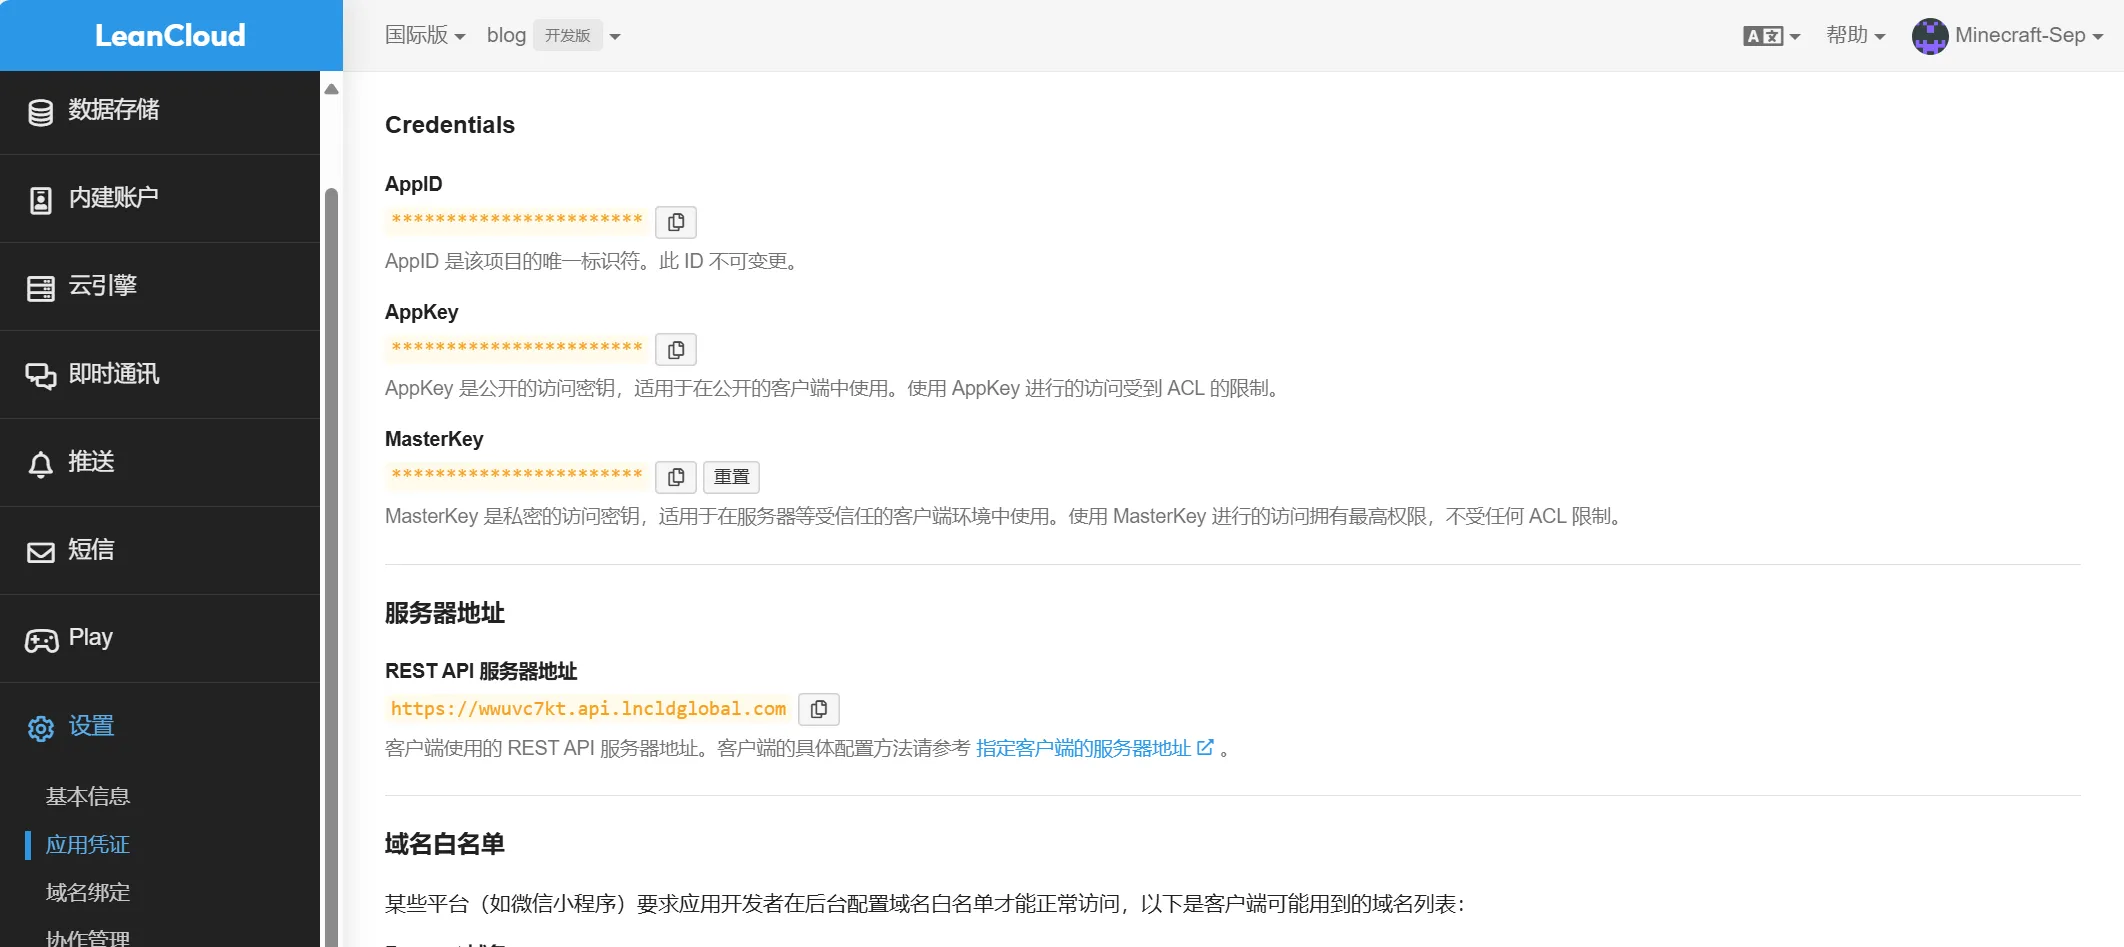 LeanCloud
国际版 blog 开发版
A文 帮助 Minecraft-Sep
数据存储
内建账户
云引擎
即时通讯
推送
短信
Play
设置
基本信息
应用凭证
域名绑定
协作管理
Credentials
AppID
***********************
AppID 是该项目的唯一标识符。此 ID 不可变更。
AppKey
***********************
AppKey 是公开的访问密钥，适用于在公开的客户端中使用。使用 AppKey 进行的访问受到 ACL 的限制。
MasterKey
*********************** 重置
MasterKey 是私密的访问密钥，适用于在服务器等受信任的客户端环境中使用。使用 MasterKey 进行的访问拥有最高权限，不受任何 ACL 限制。
服务器地址
REST API 服务器地址
https://wwuvc7kt.api.lncldglobal.com
客户端使用的 REST API 服务器地址。客户端的具体配置方法请参考 指定客户端的服务器地址 。
域名白名单
某些平台（如微信小程序）要求应用开发者在后台配置域名白名单才能正常访问，以下是客户端可能用到的域名列表：